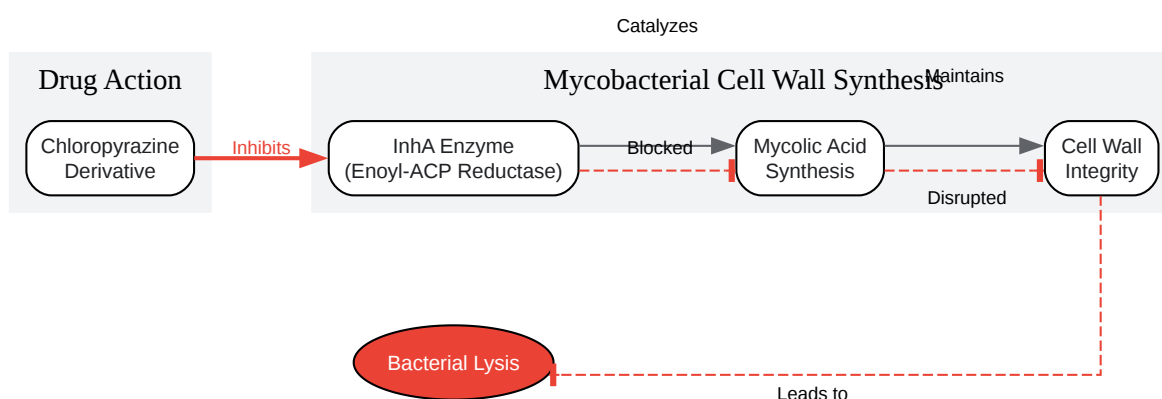 Catalyzes
Drug Action
Mycobacterial Cell Wall Synthesis
Maintains
Chloropyrazine
Derivative
Inhibits
InhA Enzyme
(Enoyl-ACP Reductase)
Blocked
Mycolic Acid
Synthesis
Cell Wall
Integrity
Disrupted
Bacterial Lysis
Leads to